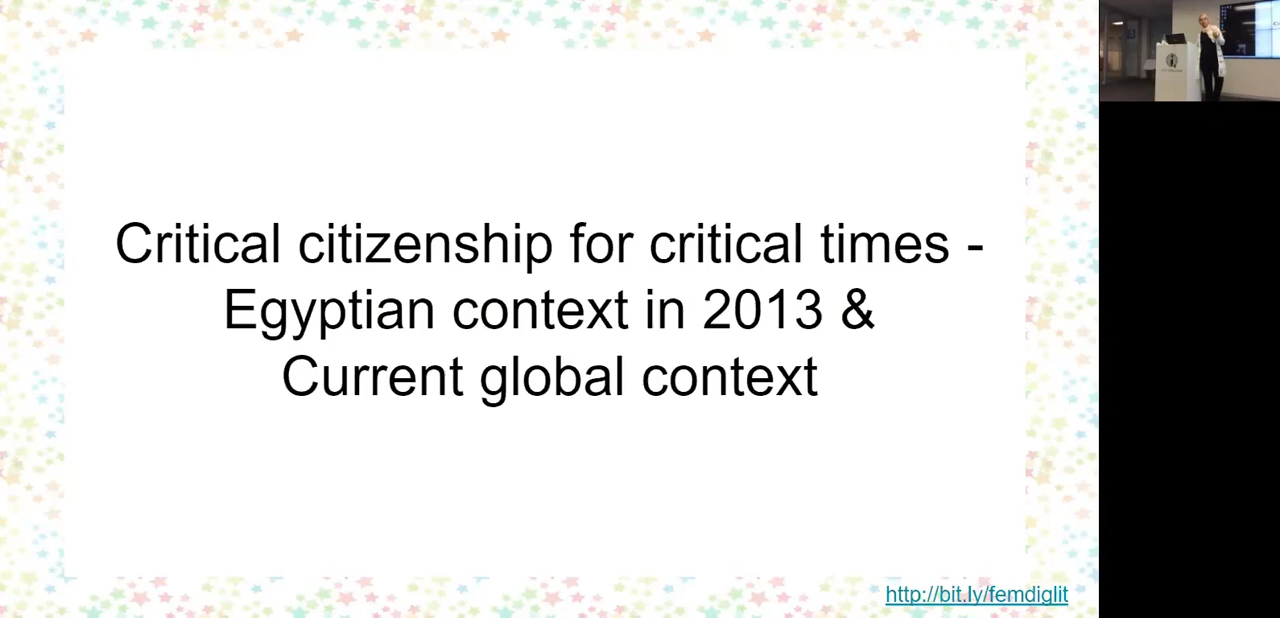 Critical citizenship for critical times -
Egyptian context in 2013 &
Current global context
http://bit.ly/femdiglit